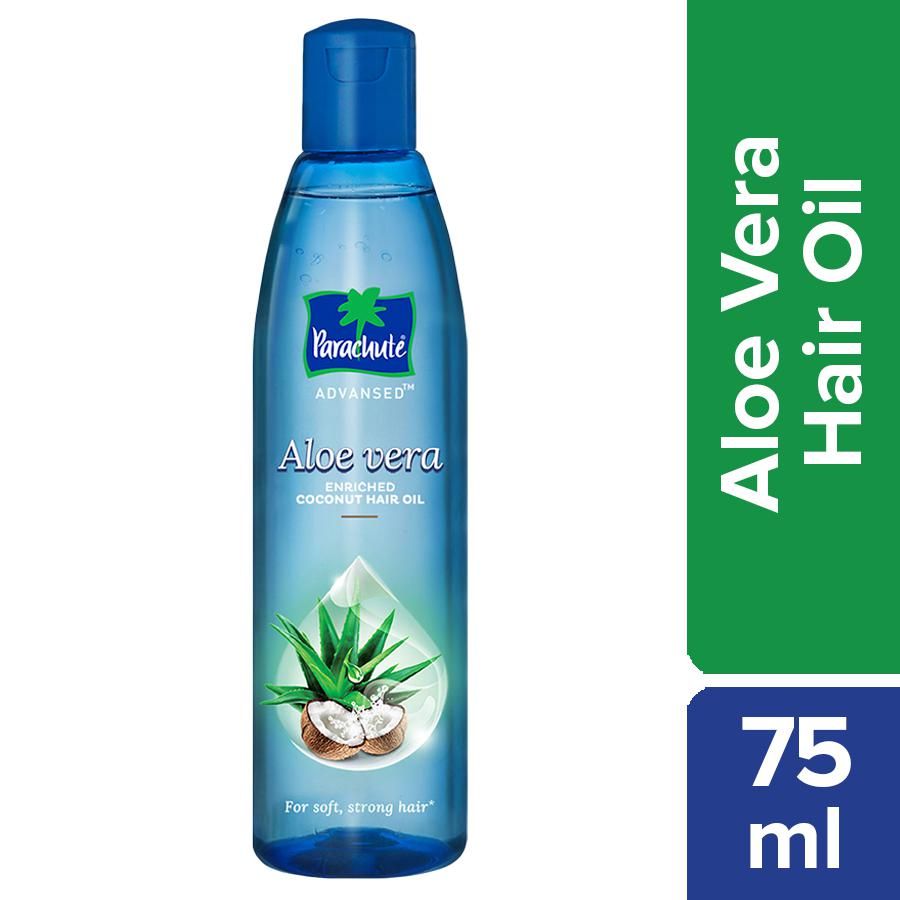 Parachute®
ADVANSED™
Aloe vera
ENRICHED
COCONUT HAIR OIL
For soft, strong hair*
Aloe Vera
Hair Oil
75
ml